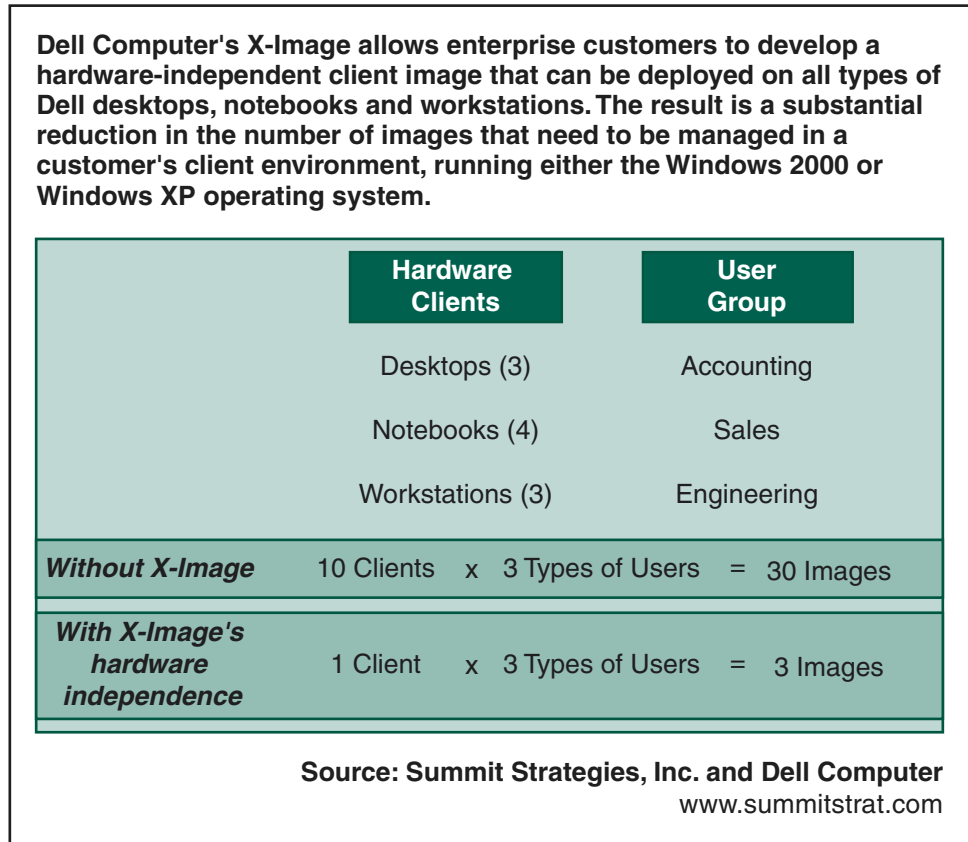 Dell Computer's X-Image allows enterprise customers to develop a
hardware-independent client image that can be deployed on all types of
Dell desktops, notebooks and workstations. The result is a substantial
reduction in the number of images that need to be managed in a
customer's client environment, running either the Windows 2000 or
Windows XP operating system.
Hardware
Clients
User
Group
Desktops (3) Accounting
Notebooks (4) Sales
Workstations (3) Engineering
Without X-Image 10 Clients x 3 Types of Users = 30 Images
With X-Image's
hardware
independence
1 Client x 3 Types of Users = 3 Images
Source: Summit Strategies, Inc. and Dell Computer
www.summitstrat.com